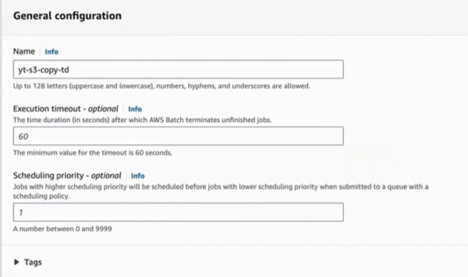 General configuration
Name Info
yt-s3-copy-td
Up to 128 letters (uppercase and lowercase), numbers, hyphens, and underscores are allowed.
Execution timeout - optional Info
The time duration (in seconds) after which AWS Batch terminates unfinished jobs.
60
The minimum value for the timeout is 60 seconds.
Scheduling priority - optional Info
Jobs with higher scheduling priority will be scheduled before jobs with lower scheduling priority when submitted to a queue with a
scheduling policy.
1
A number between 0 and 9999
Tags